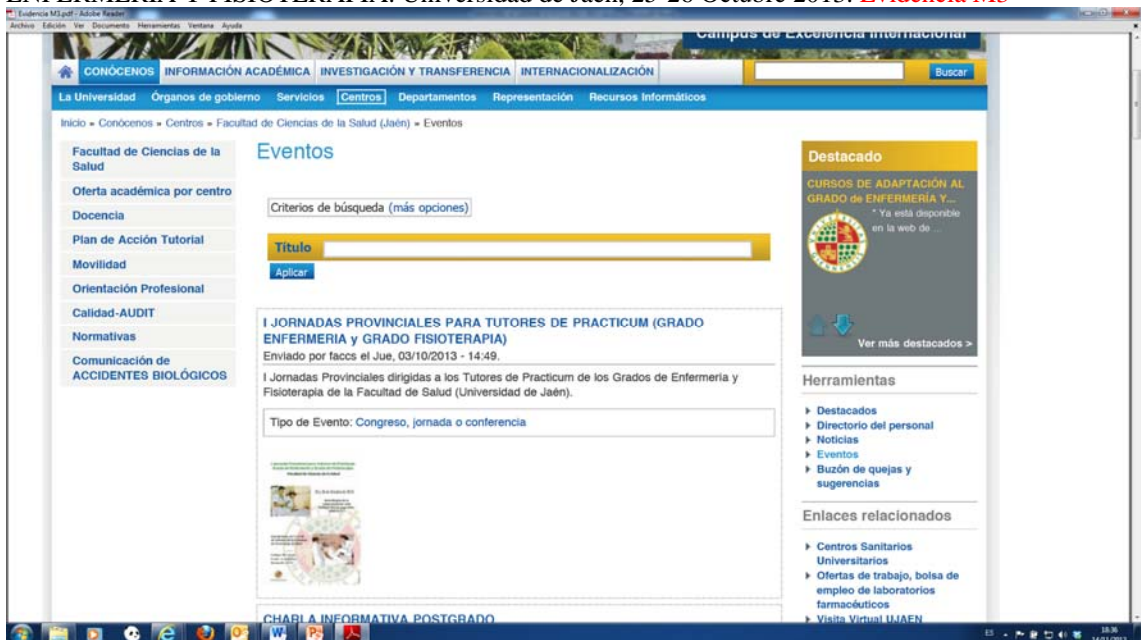 ENFERMERÍA Y FISIOTERAPIA. Universidad de Jaén, 25-26 Octubre 2013. Evidencia M3
Evidencia M3.pdf - Adobe Reader
Archivo Edición Ver Documento Herramientas Ventana Ayuda
Campus de Excelencia Internacional
CONÓCENOS INFORMACIÓN ACADÉMICA INVESTIGACIÓN Y TRANSFERENCIA INTERNACIONALIZACIÓN
Buscar
La Universidad Órganos de gobierno Servicios Centros Departamentos Representación Recursos Informáticos
Inicio » Conócenos » Centros » Facultad de Ciencias de la Salud (Jaén) » Eventos
Facultad de Ciencias de la
Salud
Oferta académica por centro
Docencia
Plan de Acción Tutorial
Movilidad
Orientación Profesional
Calidad-AUDIT
Normativas
Comunicación de
ACCIDENTES BIOLÓGICOS
Eventos
Criterios de búsqueda (más opciones)
Título
Aplicar
I JORNADAS PROVINCIALES PARA TUTORES DE PRACTICUM (GRADO
ENFERMERIA y GRADO FISIOTERAPIA)
Enviado por faccs el Jue, 03/10/2013 - 14:49.
I Jornadas Provinciales dirigidas a los Tutores de Practicum de los Grados de Enfermería y
Fisioterapia de la Facultad de Salud (Universidad de Jaén).
Tipo de Evento: Congreso, jornada o conferencia
CHARLA INFORMATIVA POSTGRADO
Destacado
CURSOS DE ADAPTACIÓN AL
GRADO de ENFERMERÍA Y...
* Ya está disponible
en la web de ...
Ver más destacados >
Herramientas
Destacados
Directorio del personal
Noticias
Eventos
Buzón de quejas y
sugerencias
Enlaces relacionados
Centros Sanitarios
Universitarios
Ofertas de trabajo, bolsa de
empleo de laboratorios
farmacéuticos
Visita Virtual UJAEN
ES
18:36